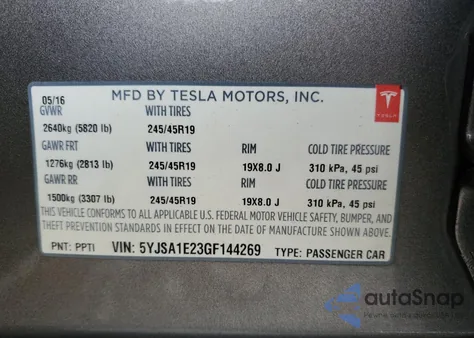 05/16 MFD BY TESLA MOTORS, INC.
GVWR WITH TIRES
TESLA
2640kg (5820 lb) 245/45R19
GAWR FRT WITH TIRES RIM COLD TIRE PRESSURE
1276kg (2813 lb) 245/45R19 19X8.0 J 310 kPa, 45 psi
GAWR RR WITH TIRES RIM COLD TIRE PRESSURE
1500kg (3307 lb) 245/45R19 19X8.0 J 310 kPa, 45 psi
THIS VEHICLE CONFORMS TO ALL APPLICABLE U.S. FEDERAL MOTOR VEHICLE SAFETY, BUMPER, AND
THEFT PREVENTION STANDARDS IN EFFECT ON THE DATE OF MANUFACTURE SHOWN ABOVE.
PNT: PPTI VIN: 5YJSA1E23GF144269 TYPE: PASSENGER CAR
autoSnap